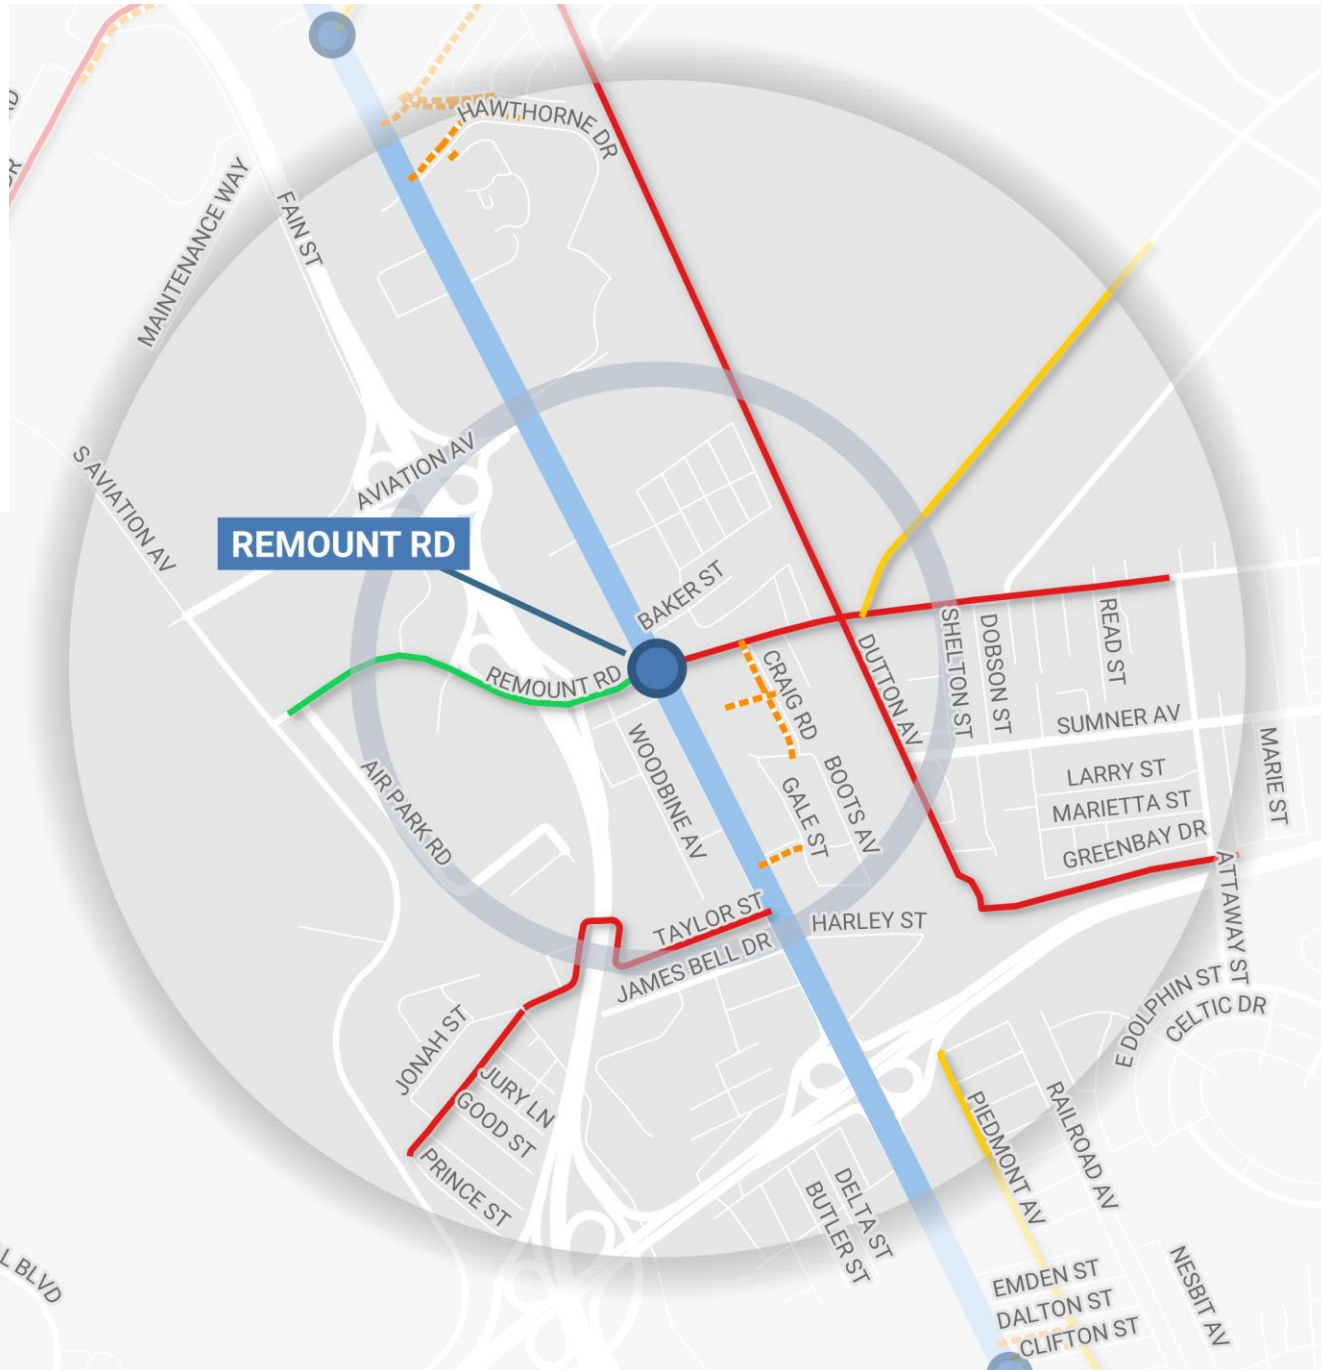 HAWTHORNE DR
MAINTENANCE WAY
FAIN ST
S AVIATION AV
AVIATION AV
REMOUNT RD
BAKER ST
REMOUNT RD
CRAIG RD
DUTTON AV
SHELTON ST
DOBSON ST
READ ST
SUMNER AV
MARIE ST
WOODBINE AV
BOOTS AV
GALE ST
LARRY ST
MARIETTA ST
GREENBAY DR
AIR PARK RD
TAYLOR ST
HARLEY ST
JAMES BELL DR
ATTAWAY ST
E DOLPHIN ST
CELTIC DR
JONAH ST
JURY LN
GOOD ST
PRINCE ST
PIEDMONT AV
RAILROAD AV
DELTA ST
BUTLER ST
L BLVD
EMDEN ST
DALTON ST
CLIFTON ST
NESBIT AV